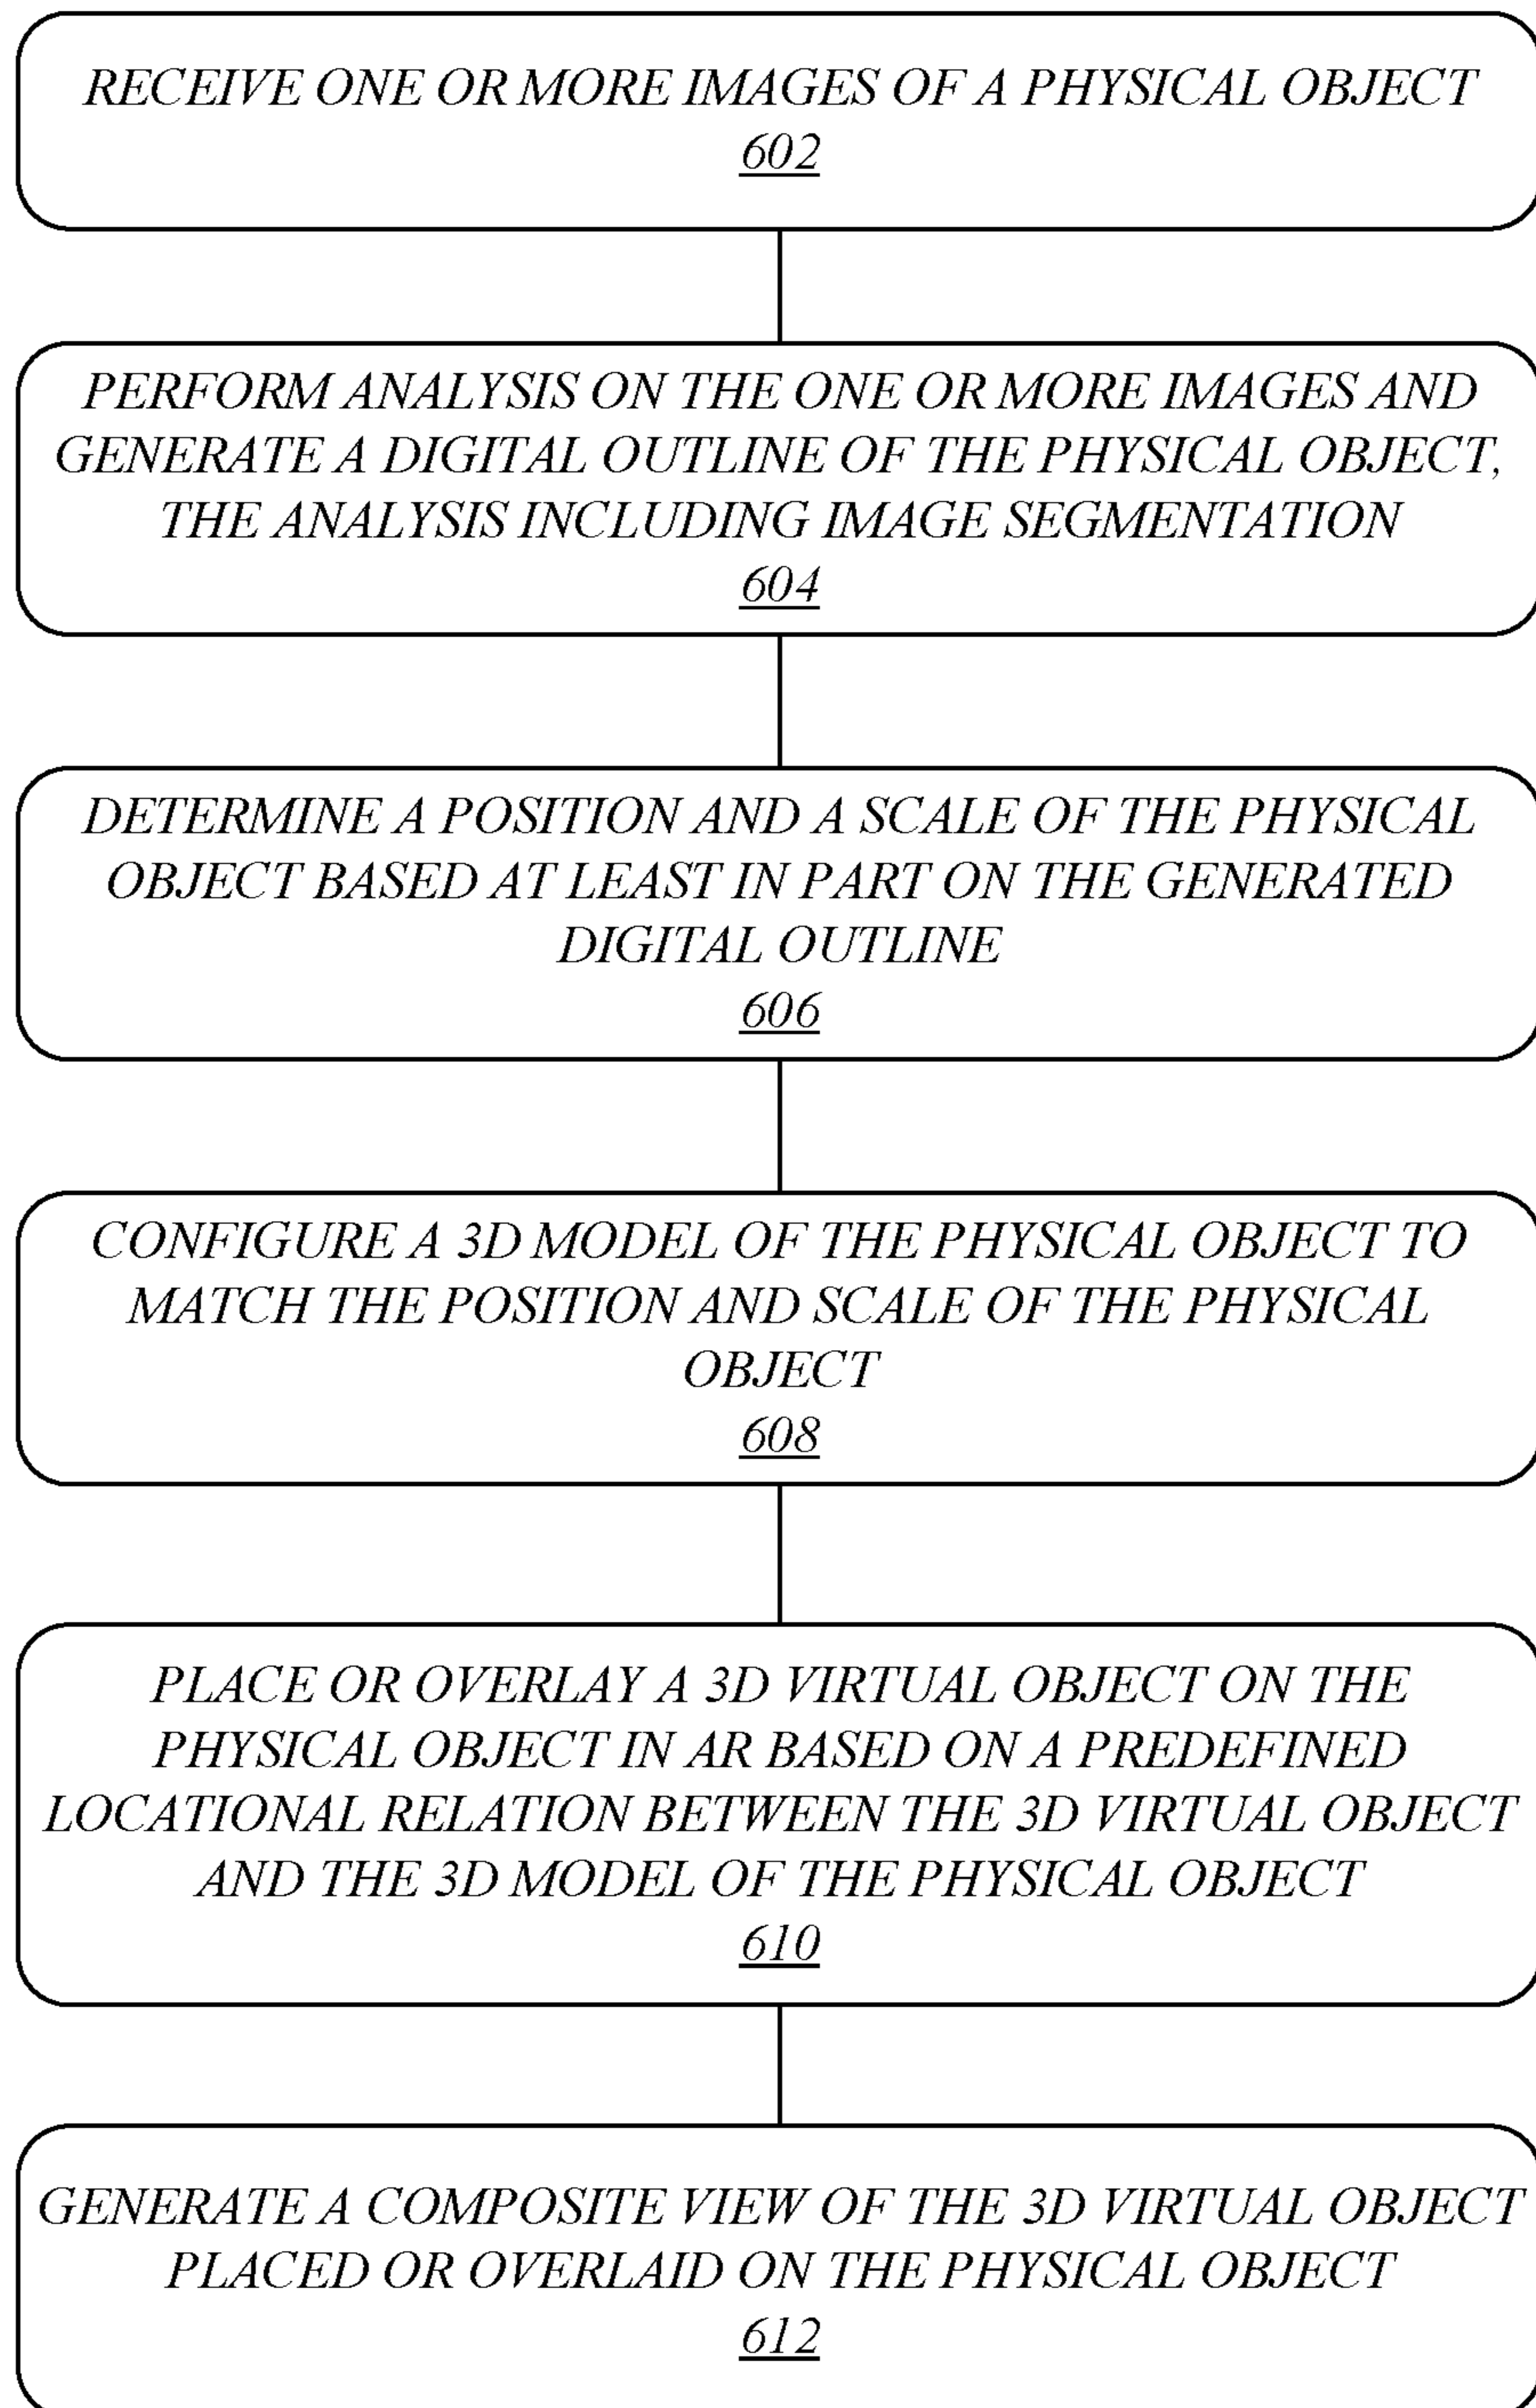 RECEIVE ONE OR MORE IMAGES OF A PHYSICAL OBJECT
602
PERFORM ANALYSIS ON THE ONE OR MORE IMAGES AND
GENERATE A DIGITAL OUTLINE OF THE PHYSICAL OBJECT,
THE ANALYSIS INCLUDING IMAGE SEGMENTATION
604
DETERMINE A POSITION AND A SCALE OF THE PHYSICAL
OBJECT BASED AT LEAST IN PART ON THE GENERATED
DIGITAL OUTLINE
606
CONFIGURE A 3D MODEL OF THE PHYSICAL OBJECT TO
MATCH THE POSITION AND SCALE OF THE PHYSICAL
OBJECT
608
PLACE OR OVERLAY A 3D VIRTUAL OBJECT ON THE
PHYSICAL OBJECT IN AR BASED ON A PREDEFINED
LOCATIONAL RELATION BETWEEN THE 3D VIRTUAL OBJECT
AND THE 3D MODEL OF THE PHYSICAL OBJECT
610
GENERATE A COMPOSITE VIEW OF THE 3D VIRTUAL OBJECT
PLACED OR OVERLAID ON THE PHYSICAL OBJECT
612